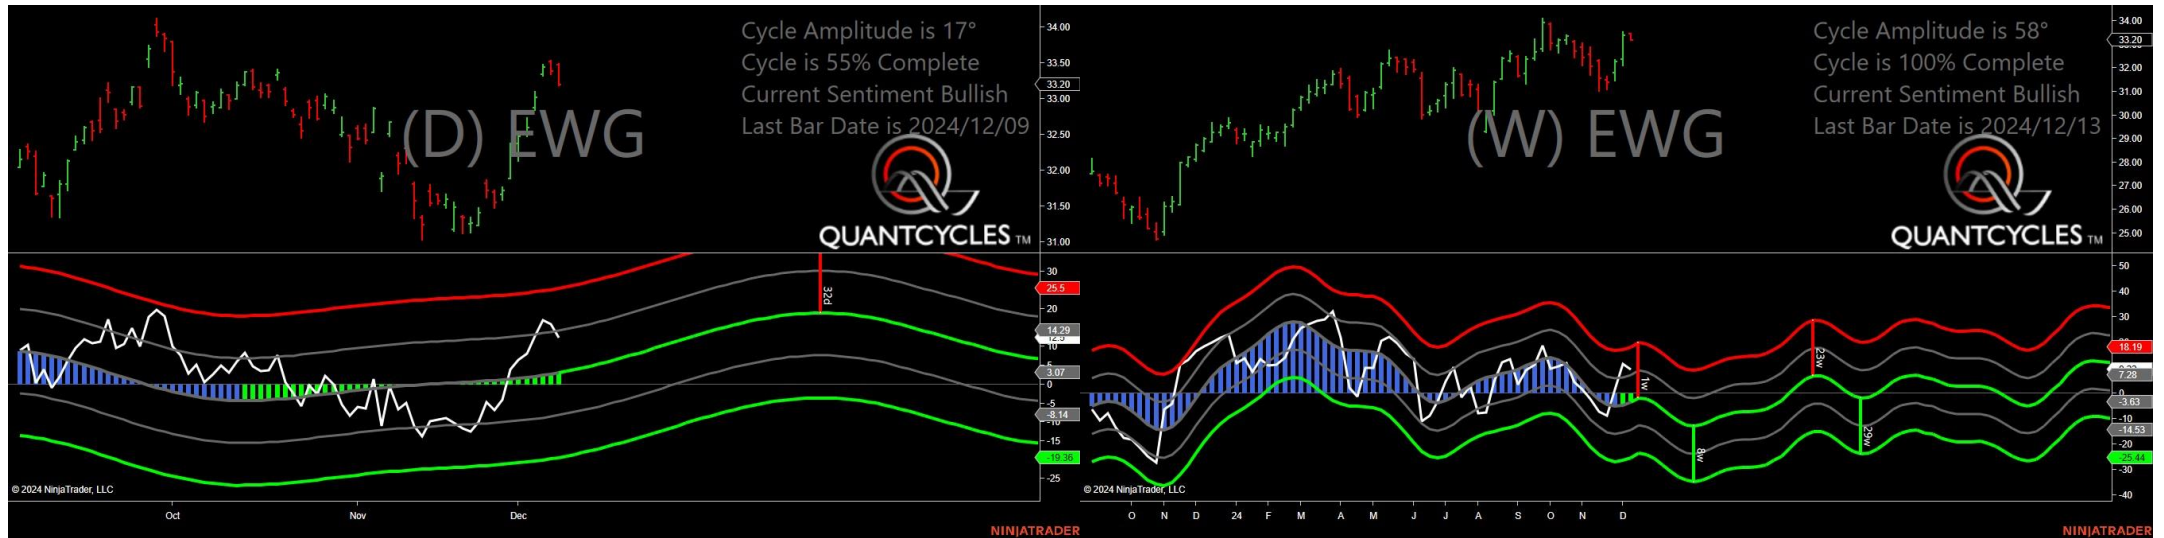 Cycle Amplitude is 17°
Cycle is 55% Complete
Current Sentiment Bullish
Last Bar Date is 2024/12/09
(D) EWG
QUANTCYCLES TM
34.00
33.50
33.20
33.00
32.50
32.00
31.50
31.00
30
25.5
20
14.29
10
5
3.07
0
-5
-8.14
-15
-19.36
-25
32d
© 2024 NinjaTrader, LLC
Oct Nov Dec
NINJATRADER
Cycle Amplitude is 58°
Cycle is 100% Complete
Current Sentiment Bullish
Last Bar Date is 2024/12/13
(W) EWG
QUANTCYCLES TM
34.00
33.20
32.00
31.00
30.00
29.00
28.00
27.00
26.00
25.00
50
40
30
18.19
7.28
0
-3.63
-10
-14.53
-20
-25.44
-30
-40
1w
8w
23w
29w
© 2024 NinjaTrader, LLC
O N D 24 F M A M J J A S O N D
NINJATRADER